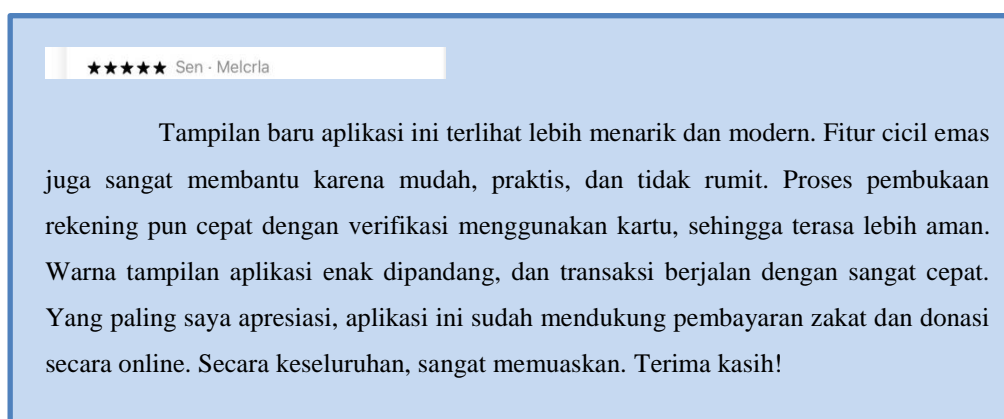 ★★★★★ Sen · Melcrla
Tampilan baru aplikasi ini terlihat lebih menarik dan modern. Fitur cicil emas
juga sangat membantu karena mudah, praktis, dan tidak rumit. Proses pembukaan
rekening pun cepat dengan verifikasi menggunakan kartu, sehingga terasa lebih aman.
Warna tampilan aplikasi enak dipandang, dan transaksi berjalan dengan sangat cepat.
Yang paling saya apresiasi, aplikasi ini sudah mendukung pembayaran zakat dan donasi
secara online. Secara keseluruhan, sangat memuaskan. Terima kasih!